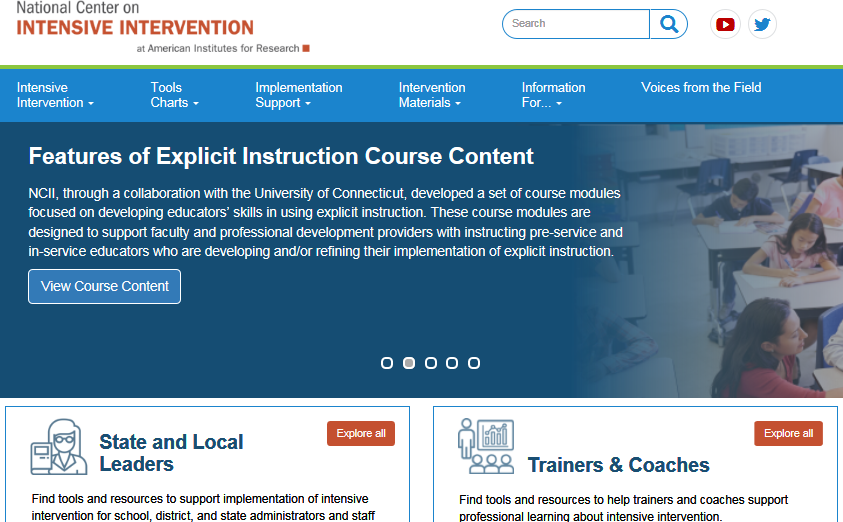 National Center on
INTENSIVE INTERVENTION
at American Institutes for Research
Search
Intensive
Intervention
Tools
Charts
Implementation
Support
Intervention
Materials
Information
For...
Voices from the Field
Features of Explicit Instruction Course Content
NCII, through a collaboration with the University of Connecticut, developed a set of course modules
focused on developing educators' skills in using explicit instruction. These course modules are
designed to support faculty and professional development providers with instructing pre-service and
in-service educators who are developing and/or refining their implementation of explicit instruction.
View Course Content
State and Local
Leaders
Explore all
Find tools and resources to support implementation of intensive
intervention for school, district, and state administrators and staff
Trainers & Coaches
Explore all
Find tools and resources to help trainers and coaches support
professional learning about intensive intervention.